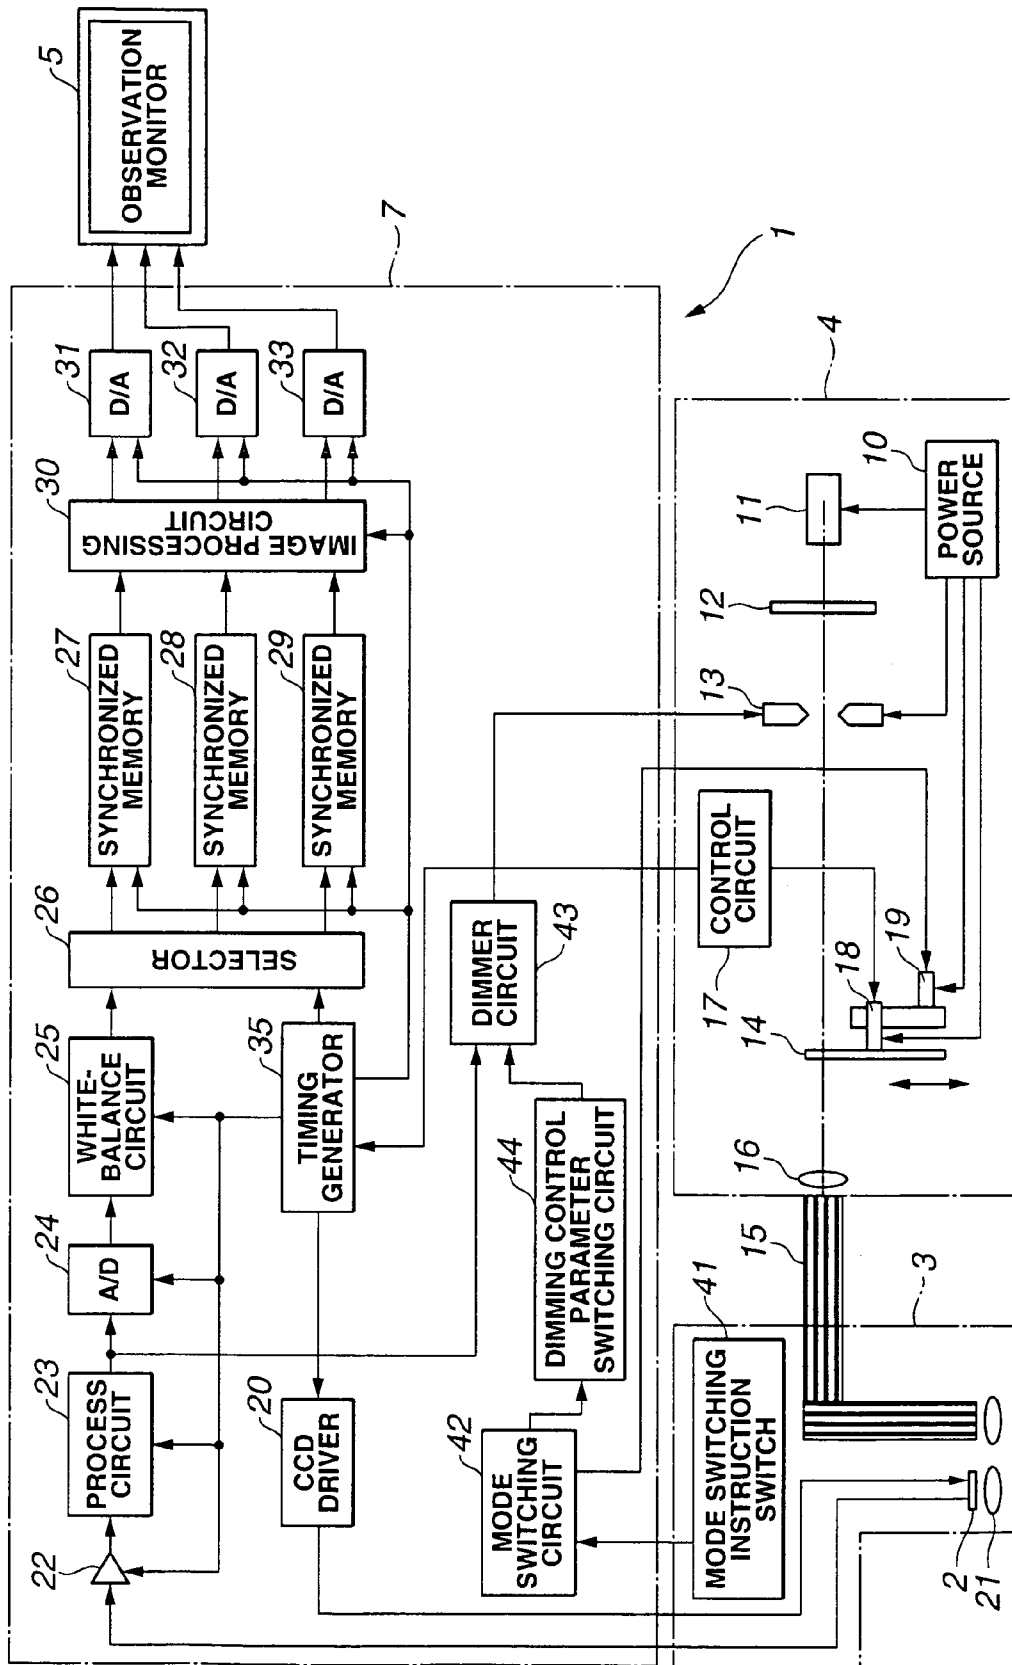 5
OBSERVATION
MONITOR
7
1
31
D/A
32
D/A
33
D/A
30
IMAGE PROCESSING
CIRCUIT
27
SYNCHRONIZED
MEMORY
28
SYNCHRONIZED
MEMORY
29
SYNCHRONIZED
MEMORY
26
SELECTOR
25
WHITE-
BALANCE
CIRCUIT
35
TIMING
GENERATOR
24
A/D
23
PROCESS
CIRCUIT
22
20
CCD
DRIVER
43
DIMMER
CIRCUIT
44
DIMMING CONTROL
PARAMETER
SWITCHING CIRCUIT
42
MODE
SWITCHING
CIRCUIT
4
10
POWER
SOURCE
11
12
13
CONTROL
CIRCUIT
17
18
19
14
16
15
3
41
MODE SWITCHING
INSTRUCTION
SWITCH
2
21